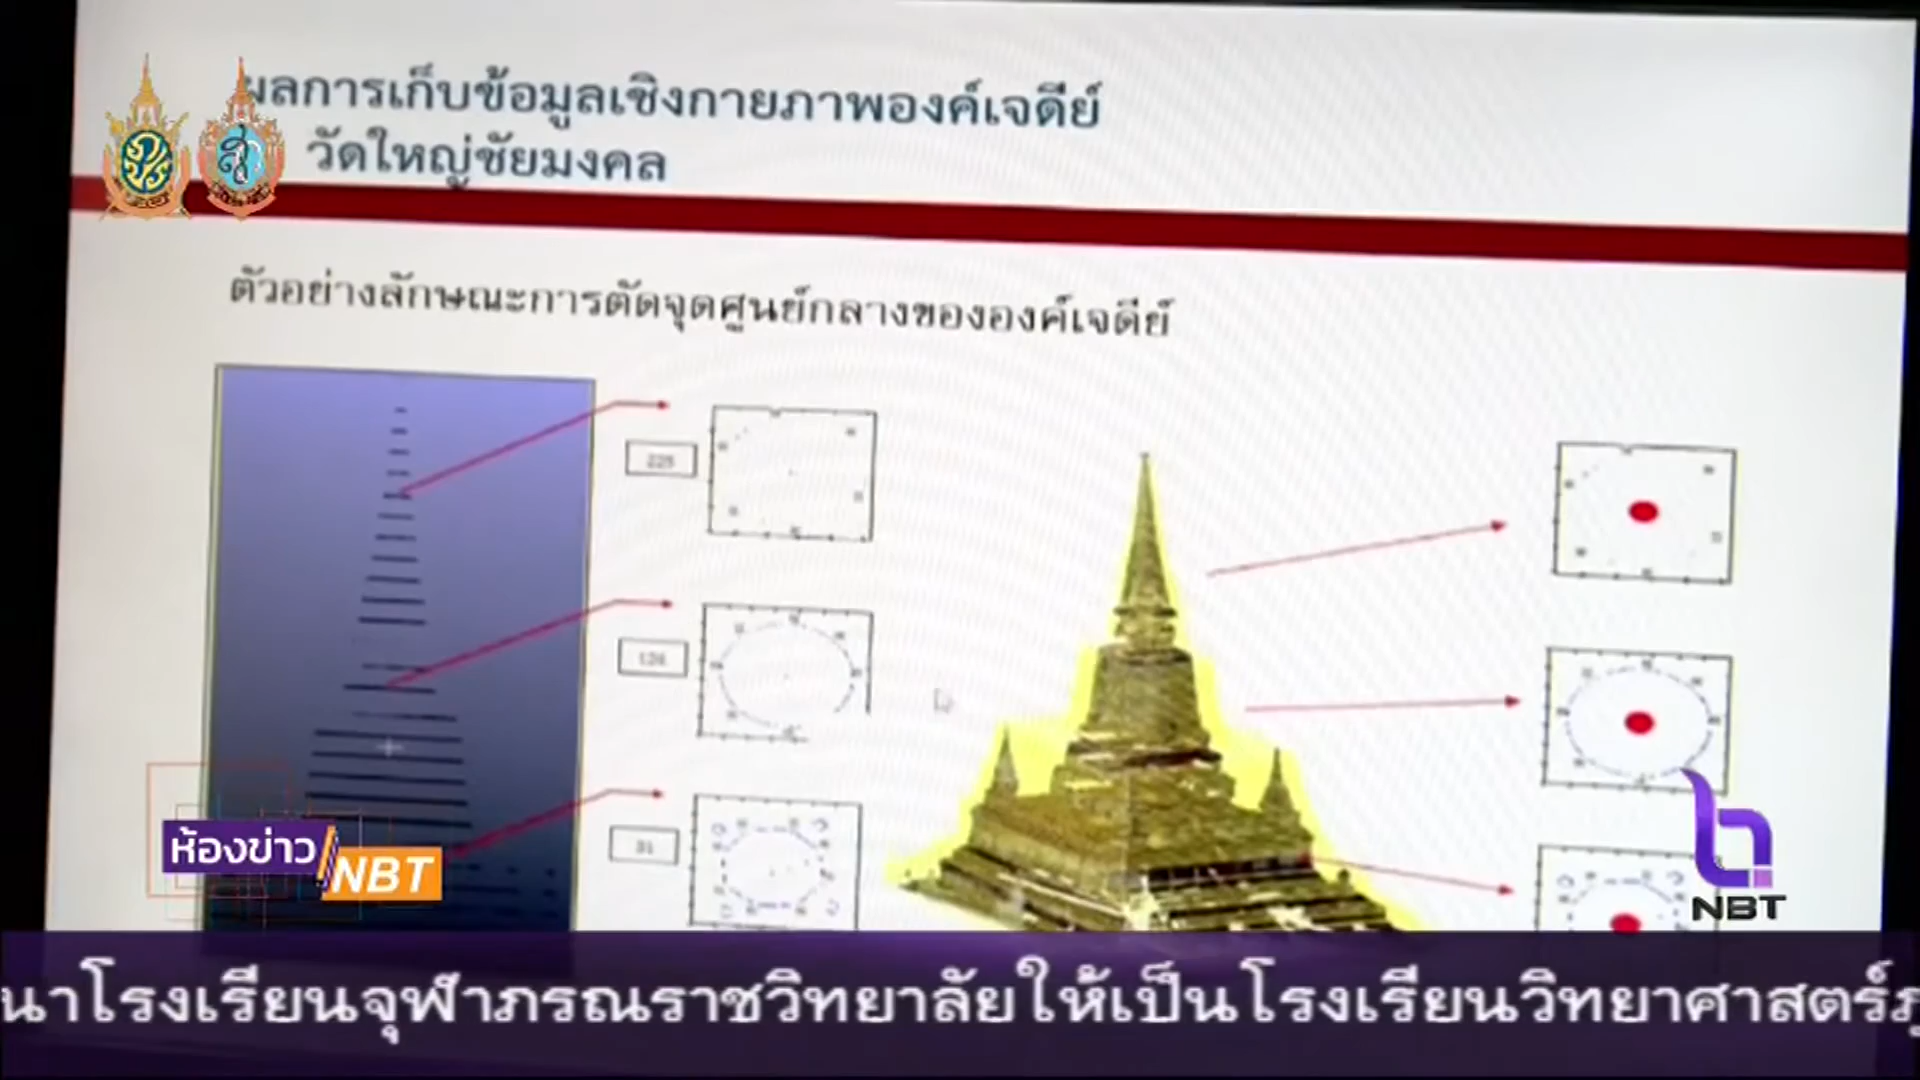 ผลการเก็บข้อมูลเชิงกายภาพองค์เจดีย์
วัดใหญ่ชัยมงคล
ตัวอย่างลักษณะการตัดจุดศูนย์กลางขององค์เจดีย์
225
126
31
ห้องข่าว
NBT
NBT
นาโรงเรียนจุฬาภรณราชวิทยาลัยให้เป็นโรงเรียนวิทยาศาสตร์ภู